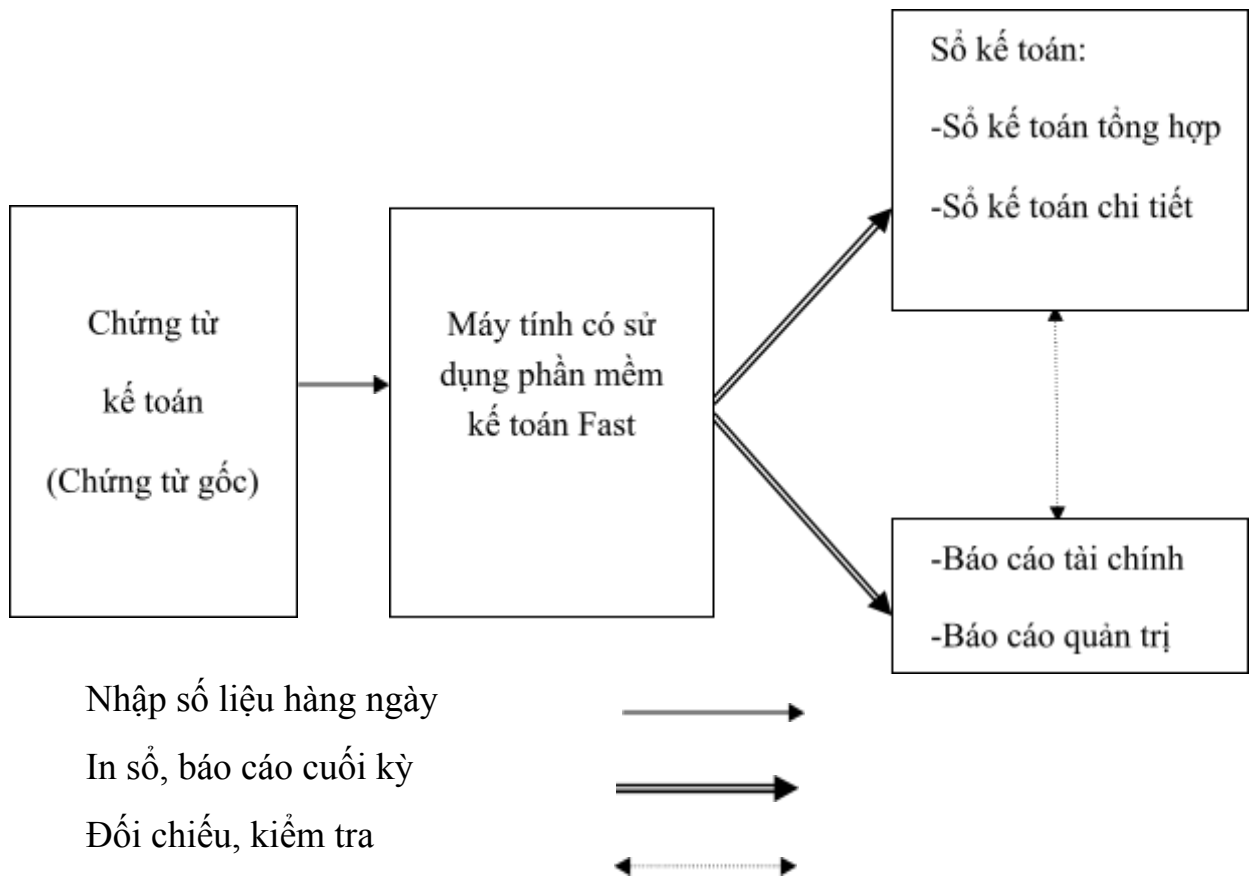 Chứng từ
kế toán
(Chứng từ gốc)
Máy tính có sử
dụng phần mềm
kế toán Fast
Sổ kế toán:
-Sổ kế toán tổng hợp
-Sổ kế toán chi tiết
-Báo cáo tài chính
-Báo cáo quản trị
Nhập số liệu hàng ngày
In sổ, báo cáo cuối kỳ
Đối chiếu, kiểm tra